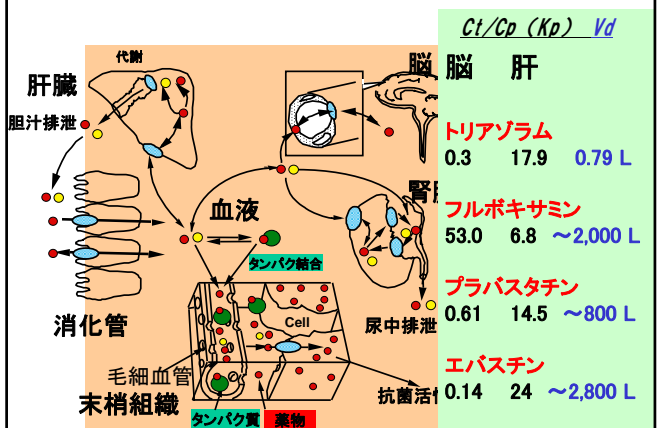 Ct/Cp (Kp) Vd
代謝
肝臓
脳 脳 肝
胆汁排泄
トリアゾラム
0.3 17.9 0.79 L
腎
血液
フルボキサミン
53.0 6.8 ～2,000 L
タンパク結合
プラバスタチン
0.61 14.5 ～800 L
消化管
Cell
尿中排泄
エバスチン
毛細血管
0.14 24 ～2,800 L
抗菌活
末梢組織
タンパク質 薬物